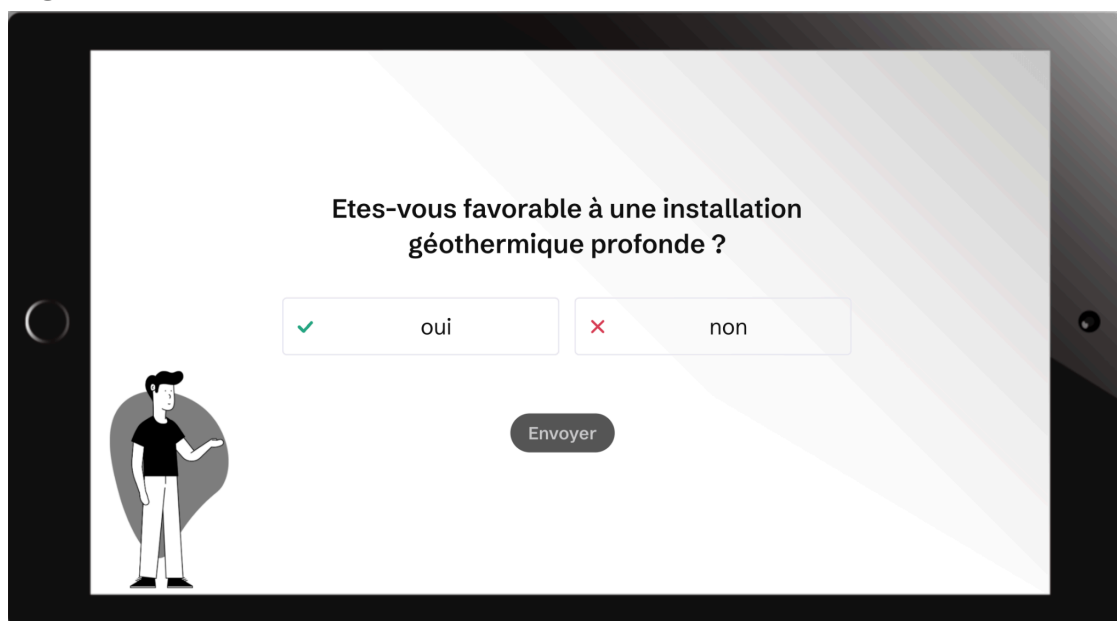 Etes-vous favorable à une installation
géothermique profonde ?
oui
non
Envoyer